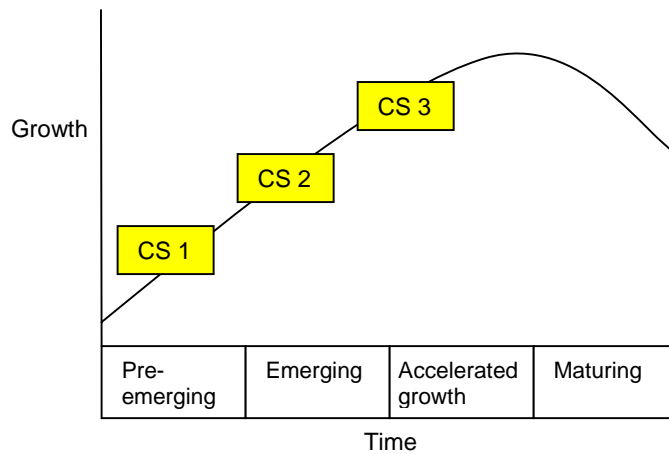 CS 3
Growth
CS 2
CS 1
Pre-
emerging
Emerging
Accelerated
growth
Maturing
Time